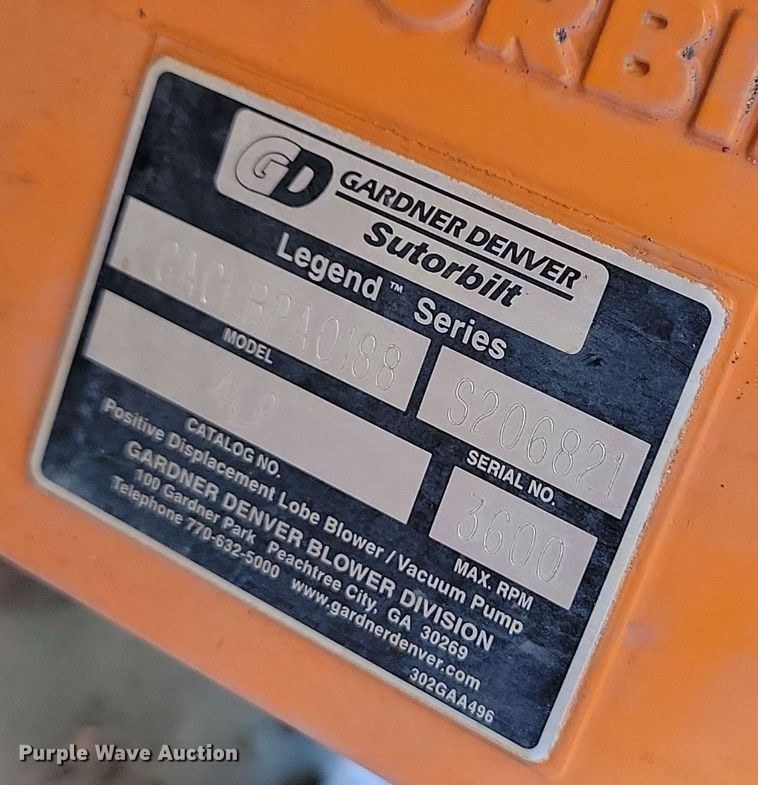 ORBI
GD GARDNER DENVER
Sutorbilt
Legend™ Series
GACLBPA0188
MODEL
S206821
SERIAL NO.
4LP
CATALOG NO.
3600
MAX. RPM
Positive Displacement Lobe Blower / Vacuum Pump
GARDNER DENVER BLOWER DIVISION
100 Gardner Park Peachtree City, GA 30269
Telephone 770-632-5000 www.gardnerdenver.com
302GAA496
Purple Wave Auction